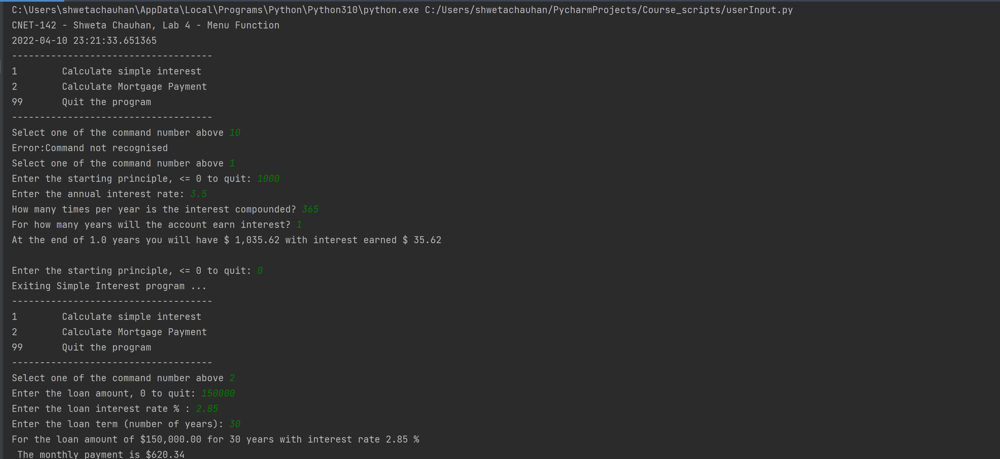 C:\Users\shwetachauhan\AppData\Local\Programs\Python\Python310\python.exe C:/Users/shwetachauhan/PycharmProjects/Course_scripts/userInput.py
CNET-142 - Shweta Chauhan, Lab 4 - Menu Function
2022-04-10 23:21:33.651365
------------------------------------
1        Calculate simple interest
2        Calculate Mortgage Payment
99       Quit the program
------------------------------------
Select one of the command number above 10
Error:Command not recognised
Select one of the command number above 1
Enter the starting principle, <= 0 to quit: 1000
Enter the annual interest rate: 3.5
How many times per year is the interest compounded? 365
For how many years will the account earn interest? 1
At the end of 1.0 years you will have $ 1,035.62 with interest earned $ 35.62

Enter the starting principle, <= 0 to quit: 0
Exiting Simple Interest program ...
------------------------------------
1        Calculate simple interest
2        Calculate Mortgage Payment
99       Quit the program
------------------------------------
Select one of the command number above 2
Enter the loan amount, 0 to quit: 150000
Enter the loan interest rate % : 2.85
Enter the loan term (number of years): 30
For the loan amount of $150,000.00 for 30 years with interest rate 2.85 %
 The monthly payment is $620.34